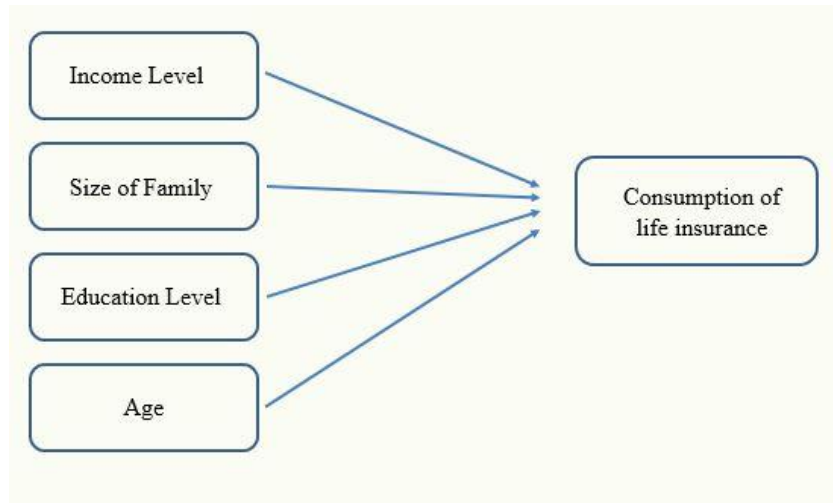 Income Level
Size of Family
Education Level
Age
Consumption of
life insurance